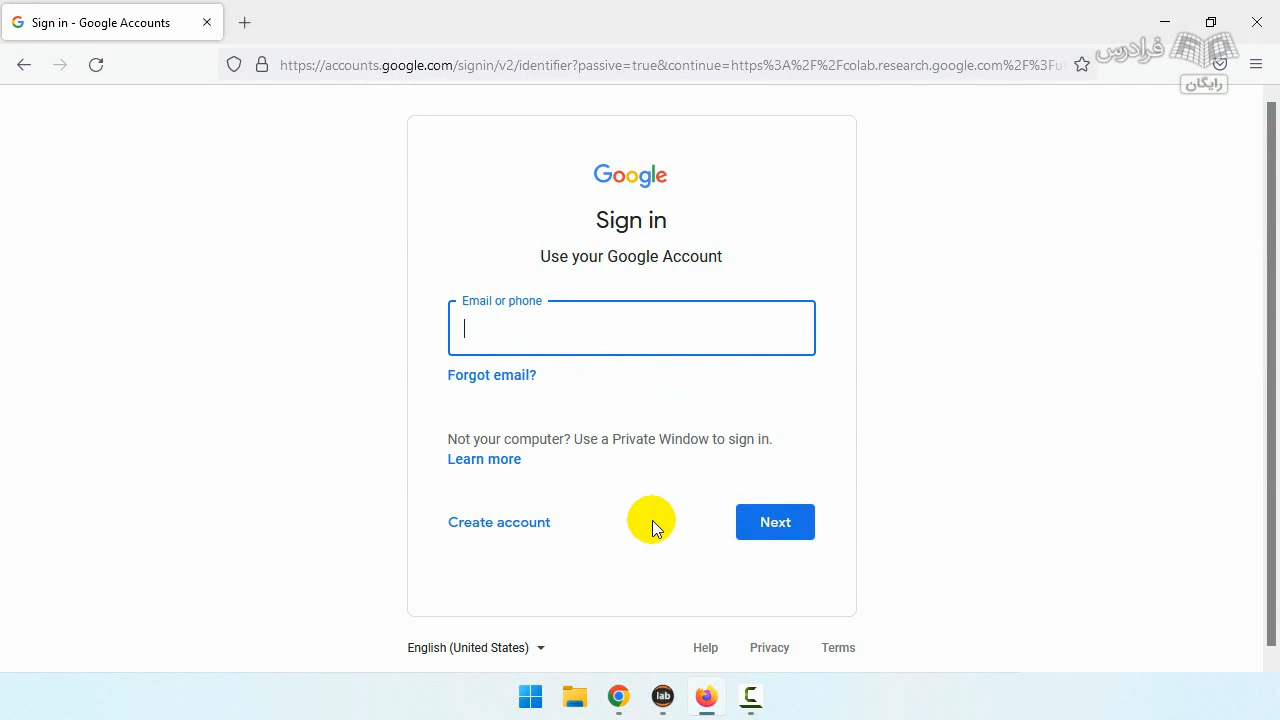 Sign in - Google Accounts
فرادرس
رایگان
https://accounts.google.com/signin/v2/identifier?passive=true&continue=https%3A%2F%2Fcolab.research.google.com%2F%3Fu
Google
Sign in
Use your Google Account
Email or phone
Forgot email?
Not your computer? Use a Private Window to sign in.
Learn more
Create account
Next
English (United States)
Help
Privacy
Terms
lab